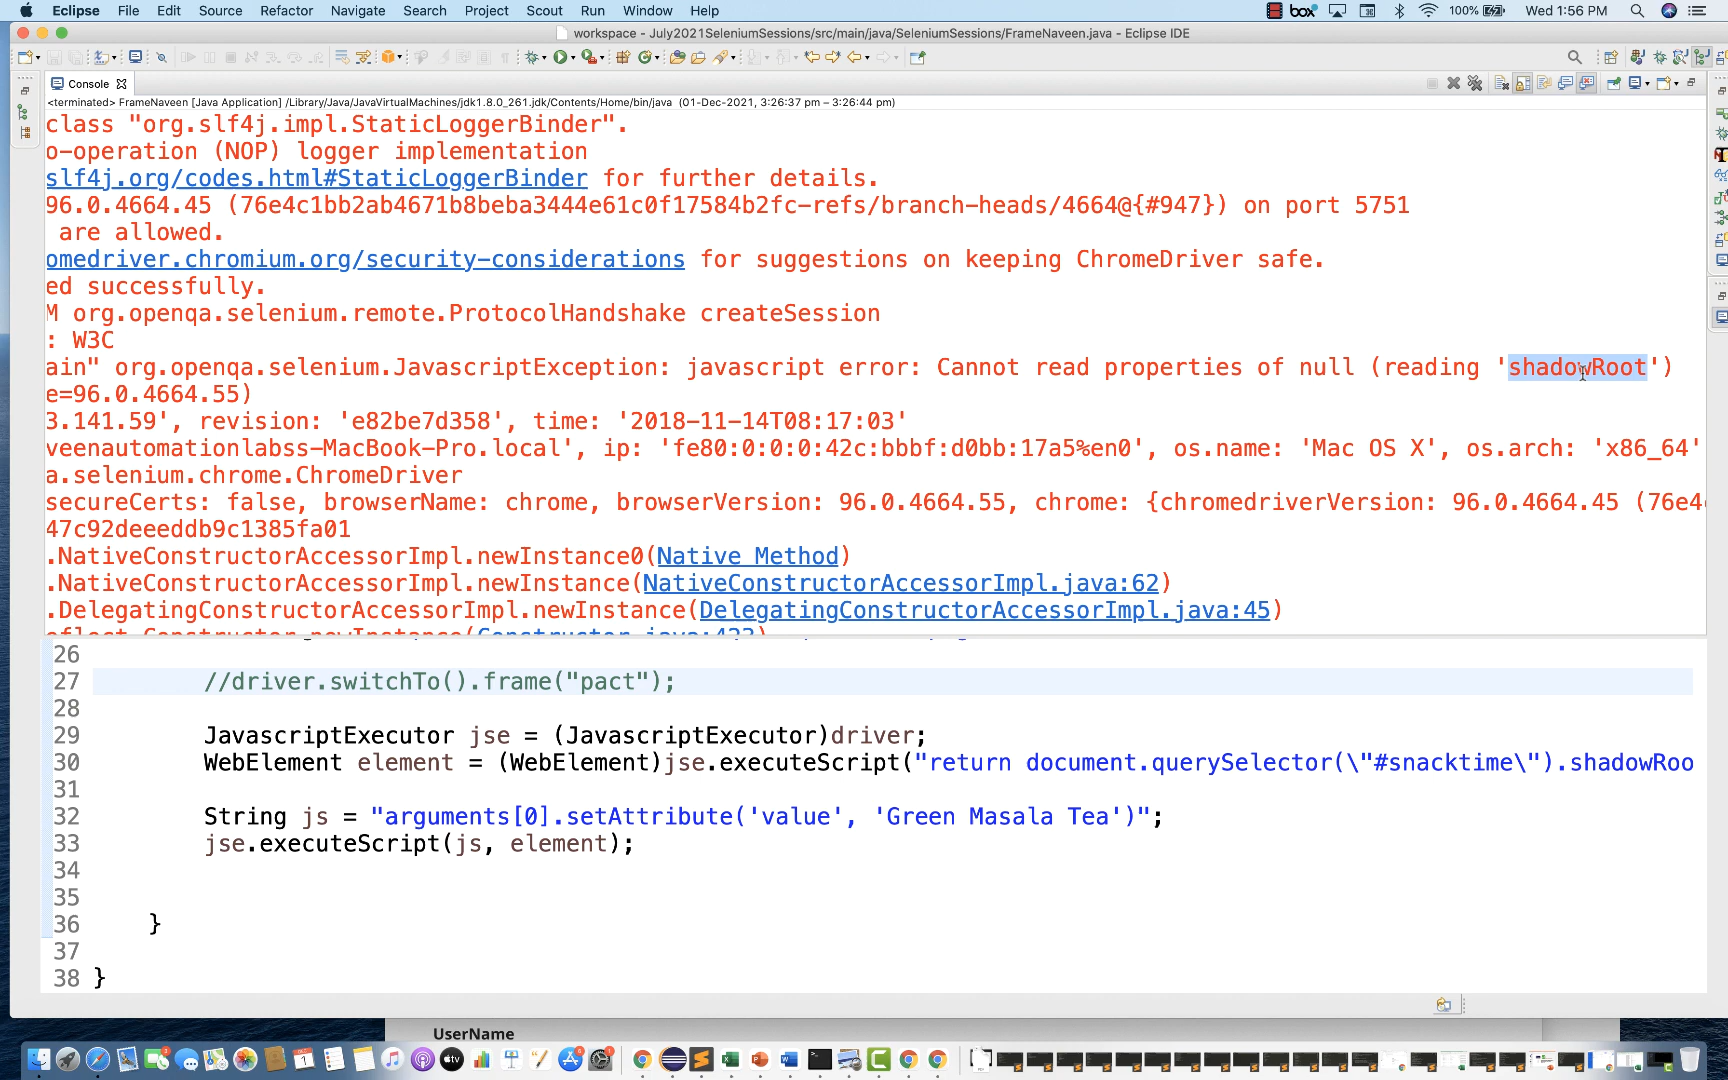 Eclipse File Edit Source Refactor Navigate Search Project Scout Run Window Help box 100% Wed 1:56 PM
workspace - July2021SeleniumSessions/src/main/java/SeleniumSessions/FrameNaveen.java - Eclipse IDE
Console
<terminated> FrameNaveen [Java Application] /Library/Java/JavaVirtualMachines/jdk1.8.0_261.jdk/Contents/Home/bin/java (01-Dec-2021, 3:26:37 pm – 3:26:44 pm)
class "org.slf4j.impl.StaticLoggerBinder".
o-operation (NOP) logger implementation
slf4j.org/codes.html#StaticLoggerBinder for further details.
96.0.4664.45 (76e4c1bb2ab4671b8beba3444e61c0f17584b2fc-refs/branch-heads/4664@{#947}) on port 5751
are allowed.
omedriver.chromium.org/security-considerations for suggestions on keeping ChromeDriver safe.
ed successfully.
M org.openqa.selenium.remote.ProtocolHandshake createSession
: W3C
ain" org.openqa.selenium.JavascriptException: javascript error: Cannot read properties of null (reading 'shadowRoot')
e=96.0.4664.55)
3.141.59', revision: 'e82be7d358', time: '2018-11-14T08:17:03'
veenautomationlabss-MacBook-Pro.local', ip: 'fe80:0:0:0:42c:bbbf:d0bb:17a5%en0', os.name: 'Mac OS X', os.arch: 'x86_64'
a.selenium.chrome.ChromeDriver
secureCerts: false, browserName: chrome, browserVersion: 96.0.4664.55, chrome: {chromedriverVersion: 96.0.4664.45 (76e4
47c92deeeddb9c1385fa01
.NativeConstructorAccessorImpl.newInstance0(Native Method)
.NativeConstructorAccessorImpl.newInstance(NativeConstructorAccessorImpl.java:62)
.DelegatingConstructorAccessorImpl.newInstance(DelegatingConstructorAccessorImpl.java:45)
eflect.Constructor.newInstance(Constructor.java:423)
26
27 //driver.switchTo().frame("pact");
28
29 JavascriptExecutor jse = (JavascriptExecutor)driver;
30 WebElement element = (WebElement)jse.executeScript("return document.querySelector(\"#snacktime\").shadowRoo
31
32 String js = "arguments[0].setAttribute('value', 'Green Masala Tea')";
33 jse.executeScript(js, element);
34
35
36 }
37
38 }
UserName